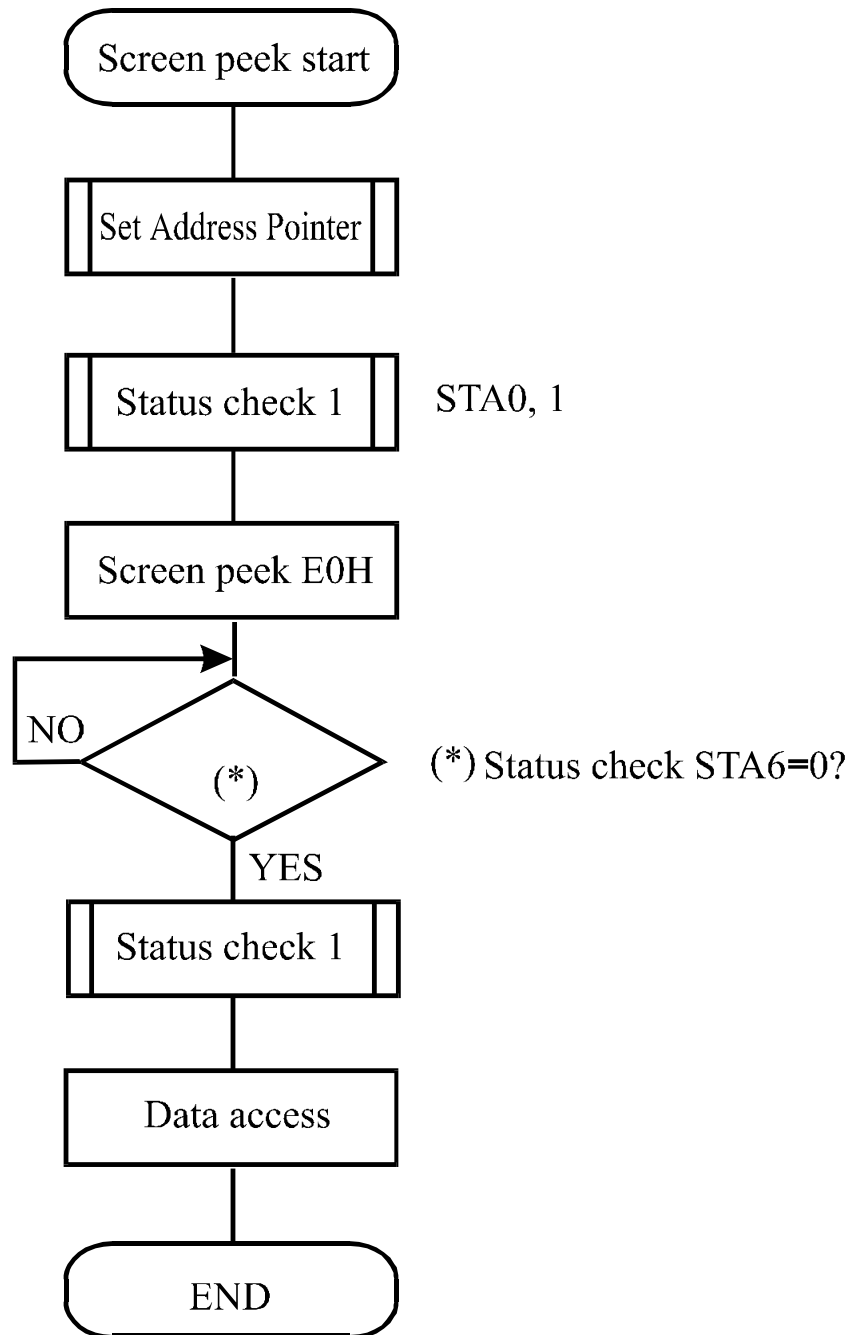 Screen peek start
Set Address Pointer
Status check 1
STA0, 1
Screen peek E0H
NO
(*)
(*) Status check STA6=0?
YES
Status check 1
Data access
END